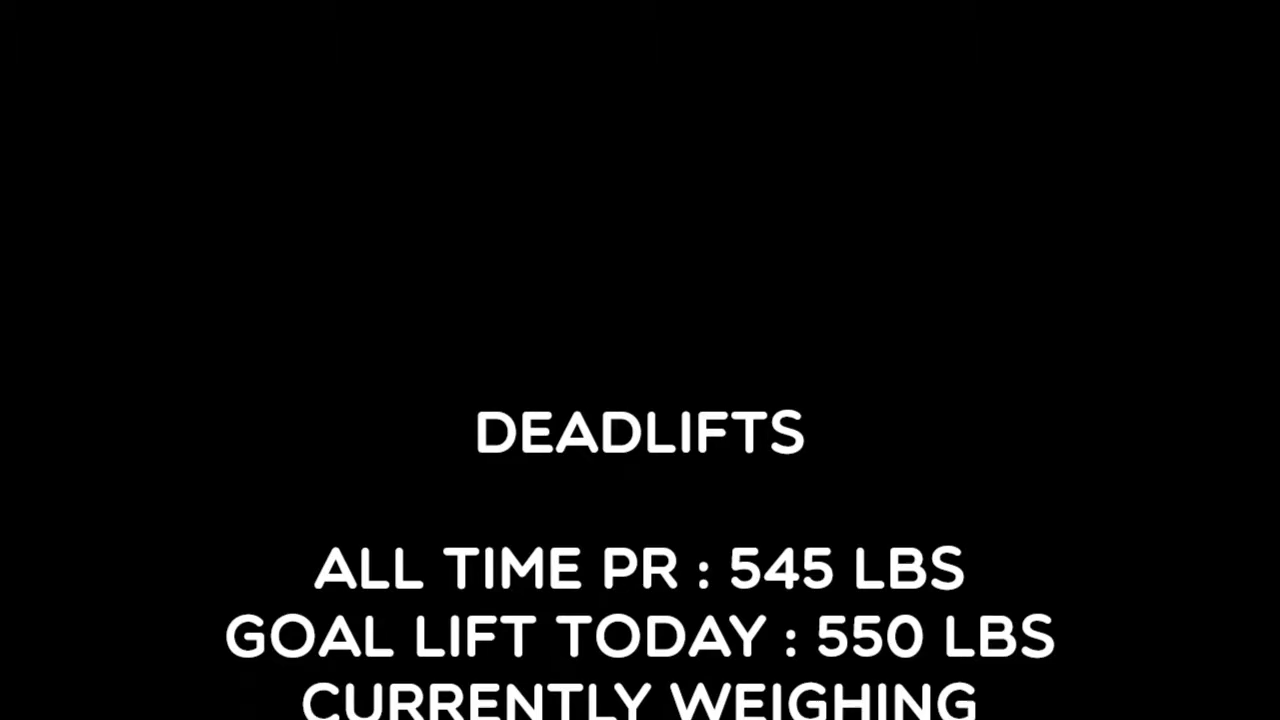 DEADLIFTS
ALL TIME PR : 545 LBS
GOAL LIFT TODAY : 550 LBS
CURRENTLY WEIGHING